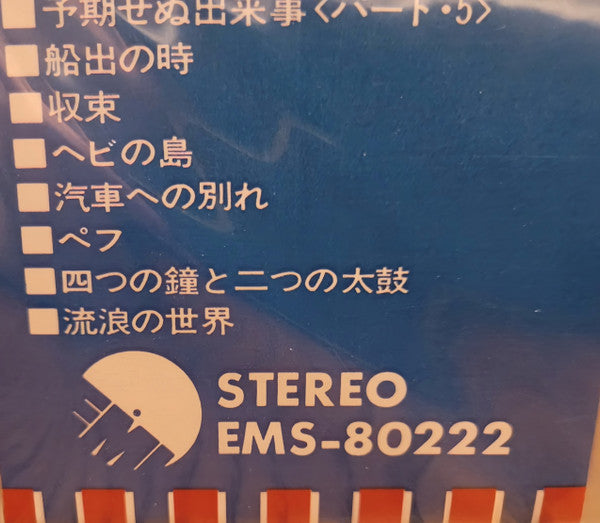 ■予期せぬ出来事〈パート・5〉
■船出の時
■収束
■ヘビの島
■汽車への別れ
■ペフ
■四つの鐘と二つの太鼓
■流浪の世界
EMI
STEREO
EMS-80222